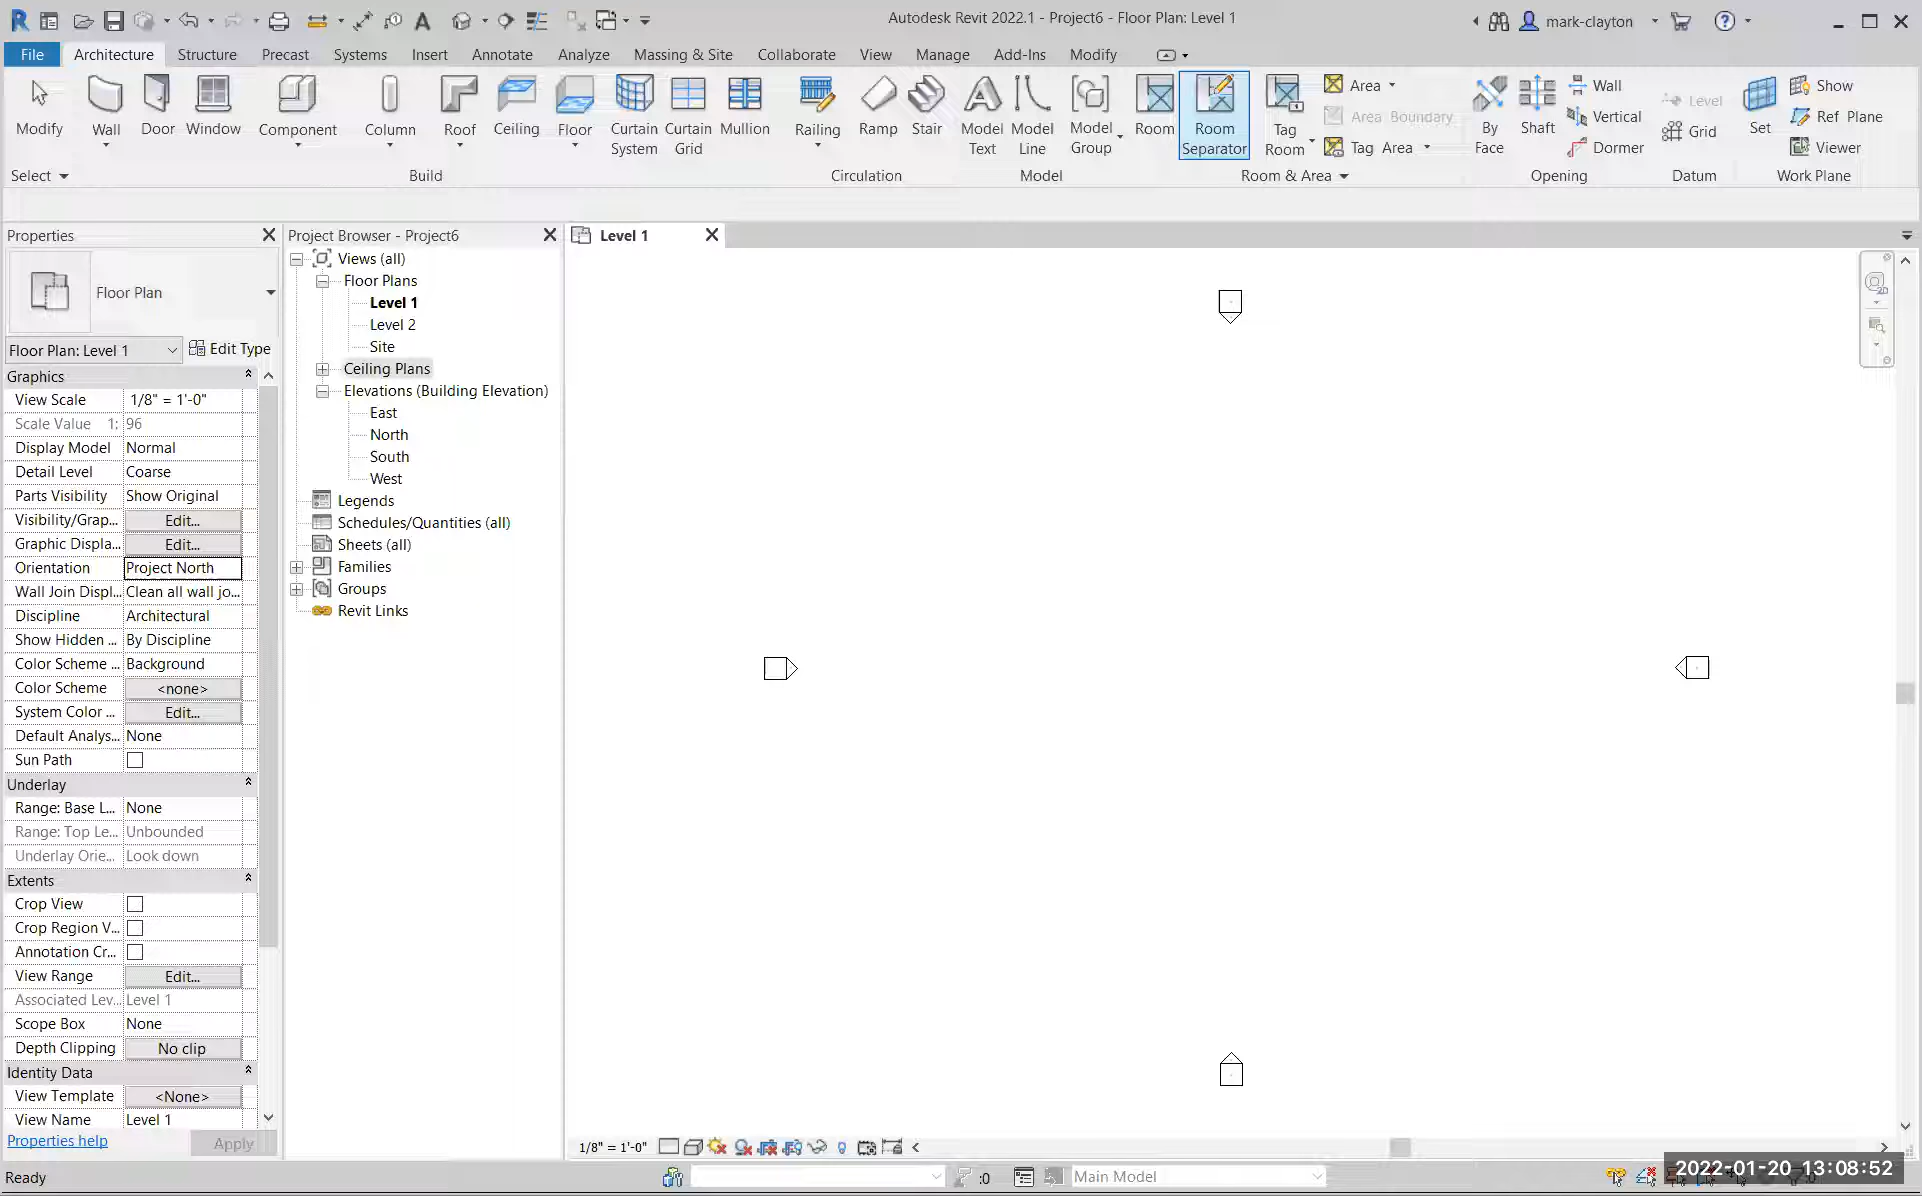 Autodesk Revit 2022.1 - Project6 - Floor Plan: Level 1
mark-clayton
File Architecture Structure Precast Systems Insert Annotate Analyze Massing & Site Collaborate View Manage Add-Ins Modify
Modify Wall Door Window Component Column Roof Ceiling Floor Curtain System Curtain Grid Mullion Railing Ramp Stair Model Text Model Line Model Group Room Room Separator Tag Room
Area
Area Boundary
Tag Area
By Face Shaft
Wall
Vertical
Dormer
Level
Grid
Set
Show
Ref Plane
Viewer
Select Build Circulation Model Room & Area Opening Datum Work Plane
Properties
Floor Plan
Floor Plan: Level 1 Edit Type
Graphics
View Scale 1/8" = 1'-0"
Scale Value 1: 96
Display Model Normal
Detail Level Coarse
Parts Visibility Show Original
Visibility/Grap... Edit...
Graphic Displa... Edit...
Orientation Project North
Wall Join Displ... Clean all wall jo...
Discipline Architectural
Show Hidden ... By Discipline
Color Scheme ... Background
Color Scheme <none>
System Color ... Edit...
Default Analys... None
Sun Path
Underlay
Range: Base L... None
Range: Top Le... Unbounded
Underlay Orie... Look down
Extents
Crop View
Crop Region V...
Annotation Cr...
View Range Edit...
Associated Lev... Level 1
Scope Box None
Depth Clipping No clip
Identity Data
View Template <None>
View Name Level 1
Properties help Apply
Project Browser - Project6
Views (all)
Floor Plans
Level 1
Level 2
Site
Ceiling Plans
Elevations (Building Elevation)
East
North
South
West
Legends
Schedules/Quantities (all)
Sheets (all)
Families
Groups
Revit Links
Level 1
1/8" = 1'-0"
Ready
:0
Main Model
2022-01-20 13:08:52